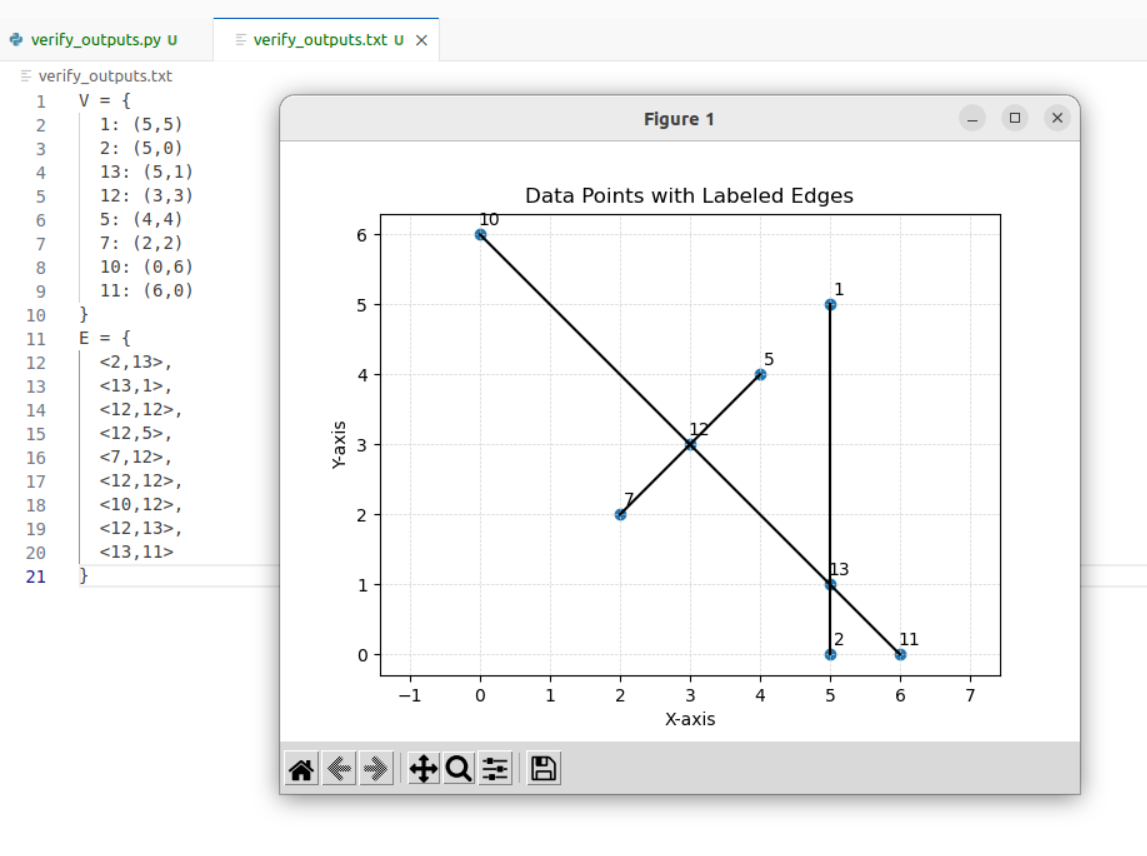 verify_outputs.py U
verify_outputs.txt U
verify_outputs.txt
1 V = {
2 1: (5,5)
3 2: (5,0)
4 13: (5,1)
5 12: (3,3)
6 5: (4,4)
7 7: (2,2)
8 10: (0,6)
9 11: (6,0)
10 }
11 E = {
12 <2,13>,
13 <13,1>,
14 <12,12>,
15 <12,5>,
16 <7,12>,
17 <12,12>,
18 <10,12>,
19 <12,13>,
20 <13,11>
21 }
Figure 1
Data Points with Labeled Edges
10
6
1
5
5
4
12
3
Y-axis
7
2
13
1
2
11
0
−1 0 1 2 3 4 5 6 7
X-axis